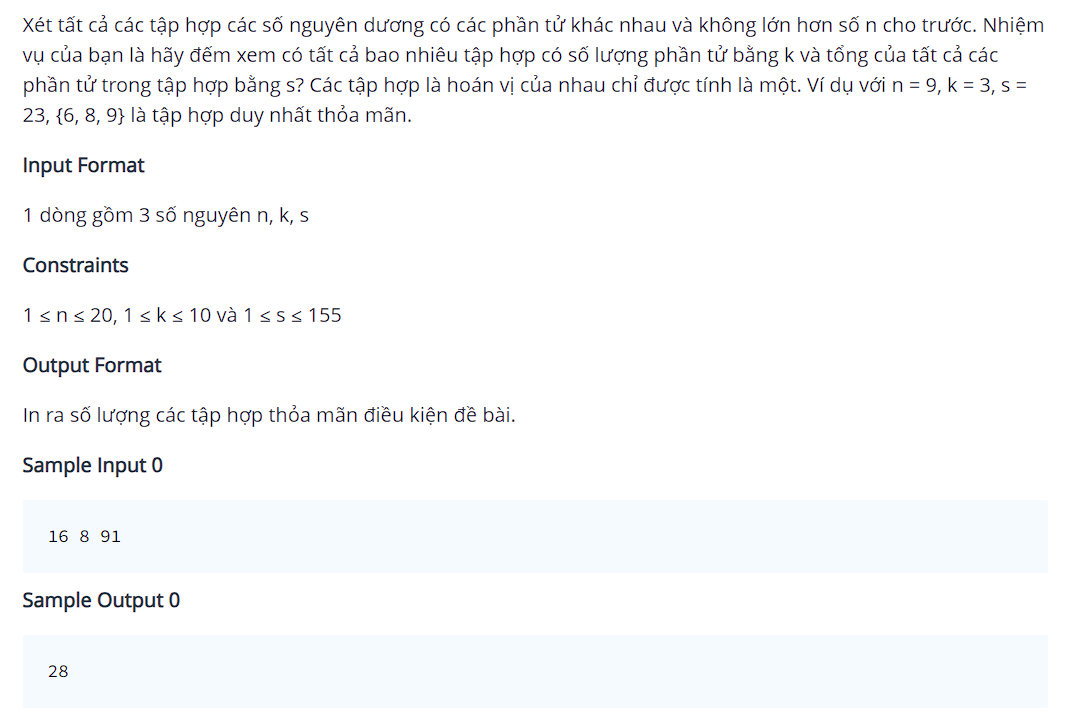 Xét tất cả các tập hợp các số nguyên dương có các phần tử khác nhau và không lớn hơn số n cho trước. Nhiệm
vụ của bạn là hãy đếm xem có tất cả bao nhiêu tập hợp có số lượng phần tử bằng k và tổng của tất cả các
phần tử trong tập hợp bằng s? Các tập hợp là hoán vị của nhau chỉ được tính là một. Ví dụ với n = 9, k = 3, s =
23, {6, 8, 9} là tập hợp duy nhất thỏa mãn.
Input Format
1 dòng gồm 3 số nguyên n, k, s
Constraints
1 ≤ n ≤ 20, 1 ≤ k ≤ 10 và 1 ≤ s ≤ 155
Output Format
In ra số lượng các tập hợp thỏa mãn điều kiện đề bài.
Sample Input 0
16 8 91
Sample Output 0
28